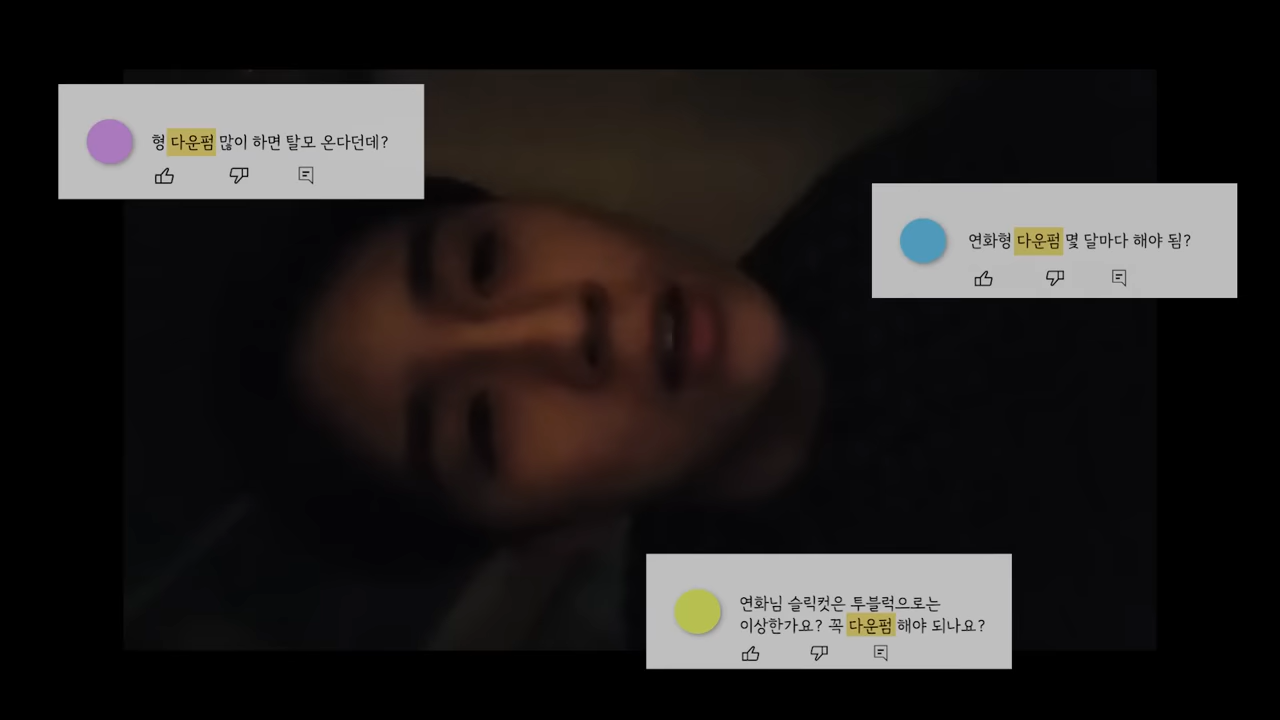 형 다운펌 많이 하면 탈모 온다던데?
연화형 다운펌 몇 달마다 해야 됨?
연화님 슬릭컷은 투블럭으로는
이상한가요? 꼭 다운펌 해야 되나요?